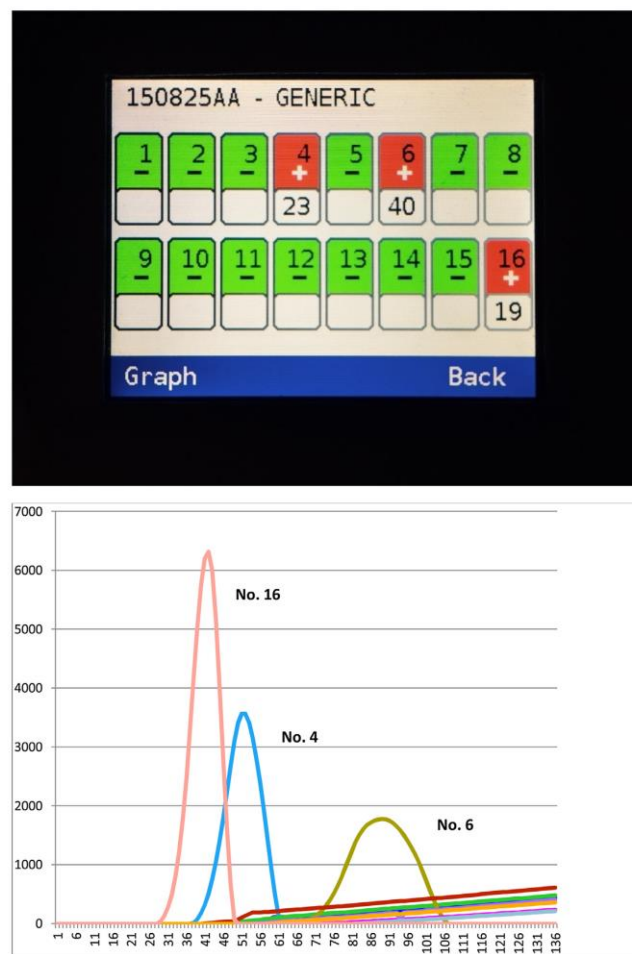 150825AA - GENERIC
1 2 3 4 5 6 7 8
- - - + - + - -
23 40
9 10 11 12 13 14 15 16
- - - - - - - +
19
Graph Back
7000
6000
No. 16
5000
4000
No. 4
3000
2000
No. 6
1000
0
1 6 11 16 21 26 31 36 41 46 51 56 61 66 71 76 81 86 91 96 101 106 111 116 121 126 131 136